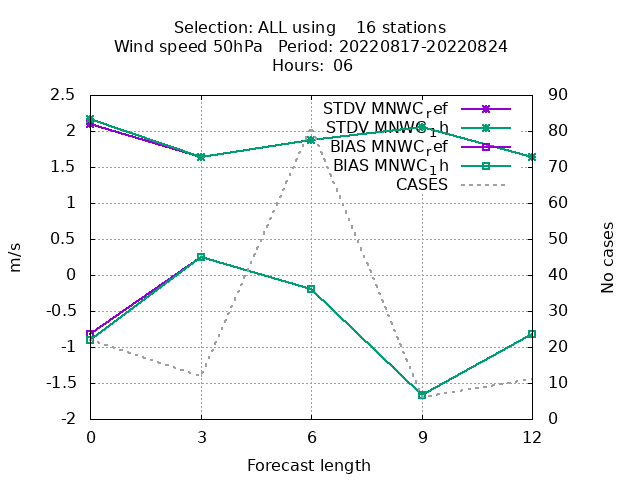 Selection: ALL using    16 stations
Wind speed 50hPa   Period: 20220817-20220824
Hours:  06
2.5
2
1.5
1
0.5
0
-0.5
-1
-1.5
-2
90
80
70
60
50
40
30
20
10
0
0
3
6
9
12
m/s
No cases
Forecast length
STDV MNWC_ref
STDV MNWC_1h
BIAS MNWC_ref
BIAS MNWC_1h
CASES